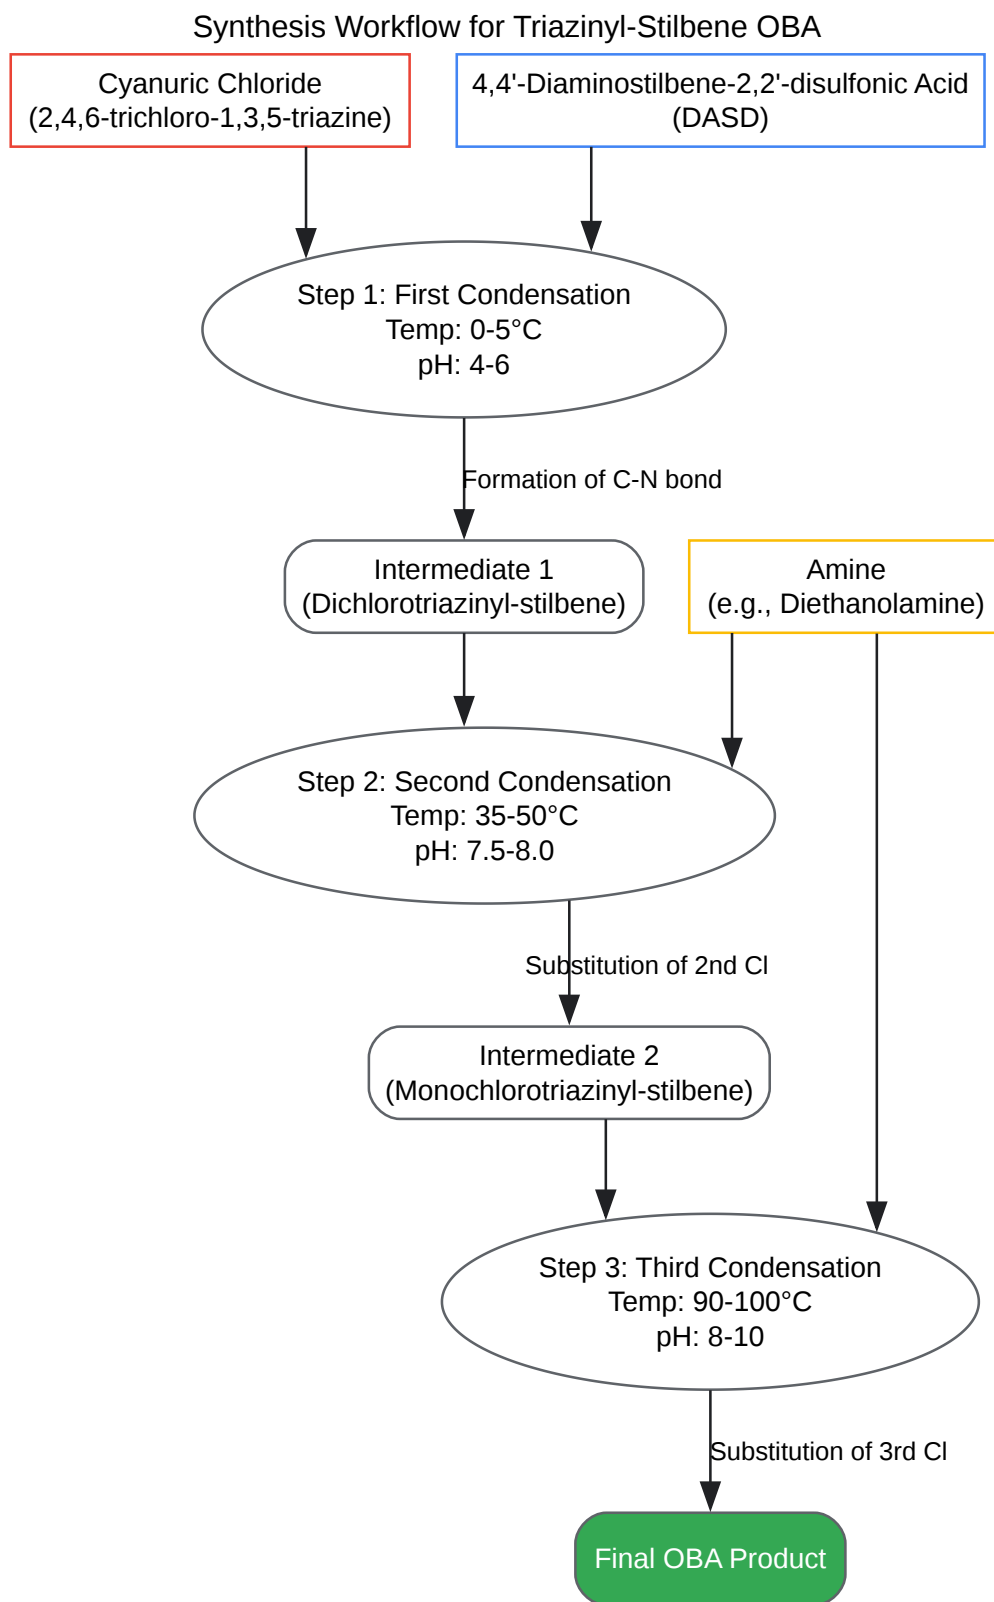 Synthesis Workflow for Triazinyl-Stilbene OBA
Cyanuric Chloride
(2,4,6-trichloro-1,3,5-triazine)
4,4'-Diaminostilbene-2,2'-disulfonic Acid
(DASD)
Step 1: First Condensation
Temp: 0-5°C
pH: 4-6
Formation of C-N bond
Intermediate 1
(Dichlorotriazinyl-stilbene)
Amine
(e.g., Diethanolamine)
Step 2: Second Condensation
Temp: 35-50°C
pH: 7.5-8.0
Substitution of 2nd Cl
Intermediate 2
(Monochlorotriazinyl-stilbene)
Step 3: Third Condensation
Temp: 90-100°C
pH: 8-10
Substitution of 3rd Cl
Final OBA Product